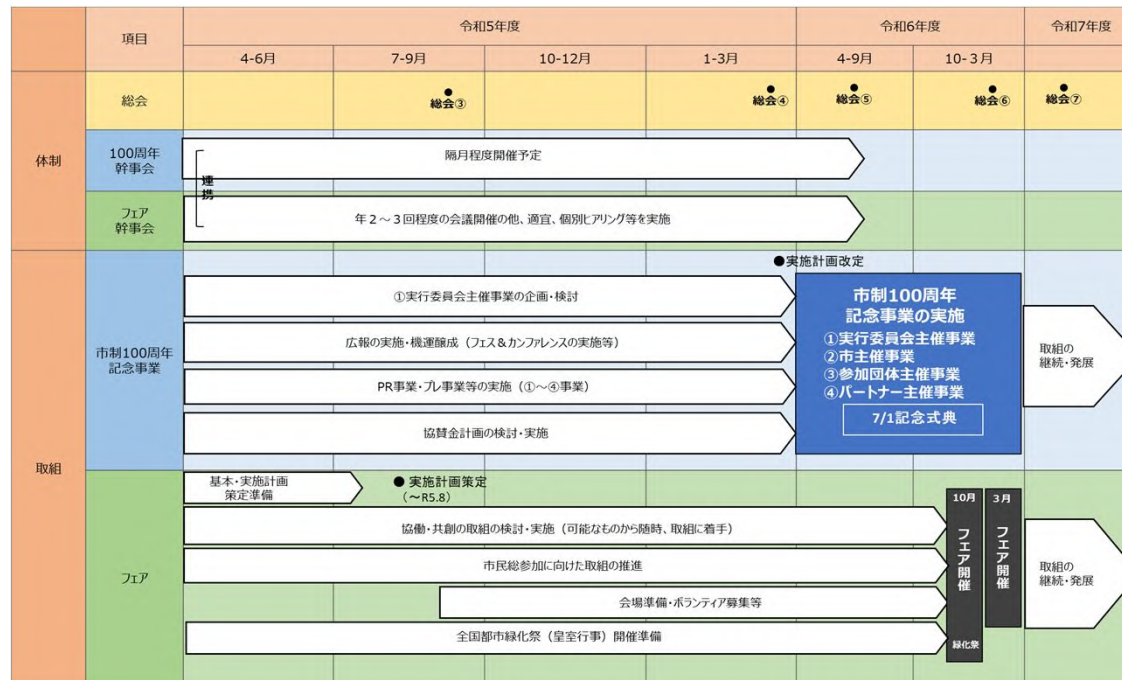 項目
令和5年度
令和6年度
令和7年度
4-6月
7-9月
10-12月
1-3月
4-9月
10-3月
体制
総会
●
総会③
●
総会④
●
総会⑤
●
総会⑥
●
総会⑦
100周年
幹事会
隔月程度開催予定
連携
フェア
幹事会
年2~3回程度の会議開催の他、適宜、個別ヒアリング等を実施
取組
市制100周年
記念事業
●実施計画改定
①実行委員会主催事業の企画・検討
広報の実施・機運醸成(フェス&カンファレンスの実施等)
PR事業・プレ事業等の実施(①~④事業)
協賛金計画の検討・実施
市制100周年
記念事業の実施
①実行委員会主催事業
②市主催事業
③参加団体主催事業
④パートナー主催事業
7/1記念式典
取組の
継続・発展
フェア
基本・実施計画
策定準備
● 実施計画策定
(~R5.8)
協働・共創の取組の検討・実施(可能なものから随時、取組に着手)
市民総参加に向けた取組の推進
会場準備・ボランティア募集等
全国都市緑化祭(皇室行事)開催準備
10月
フェア開催
緑化祭
3月
フェア開催
取組の
継続・発展